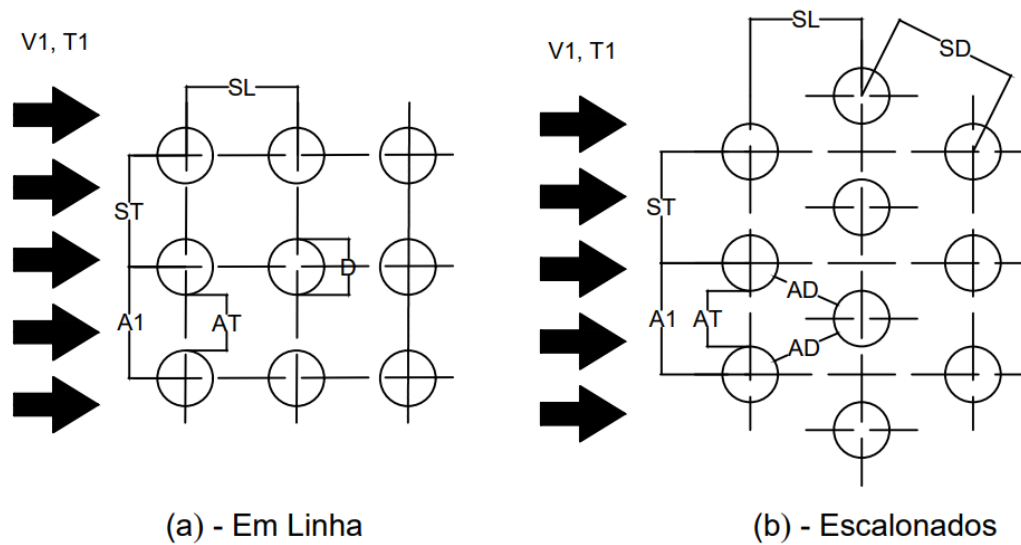 V1, T1
SL
ST
D
A1
AT
(a) - Em Linha
V1, T1
SL
SD
ST
AD
A1
AT
AD
(b) - Escalonados